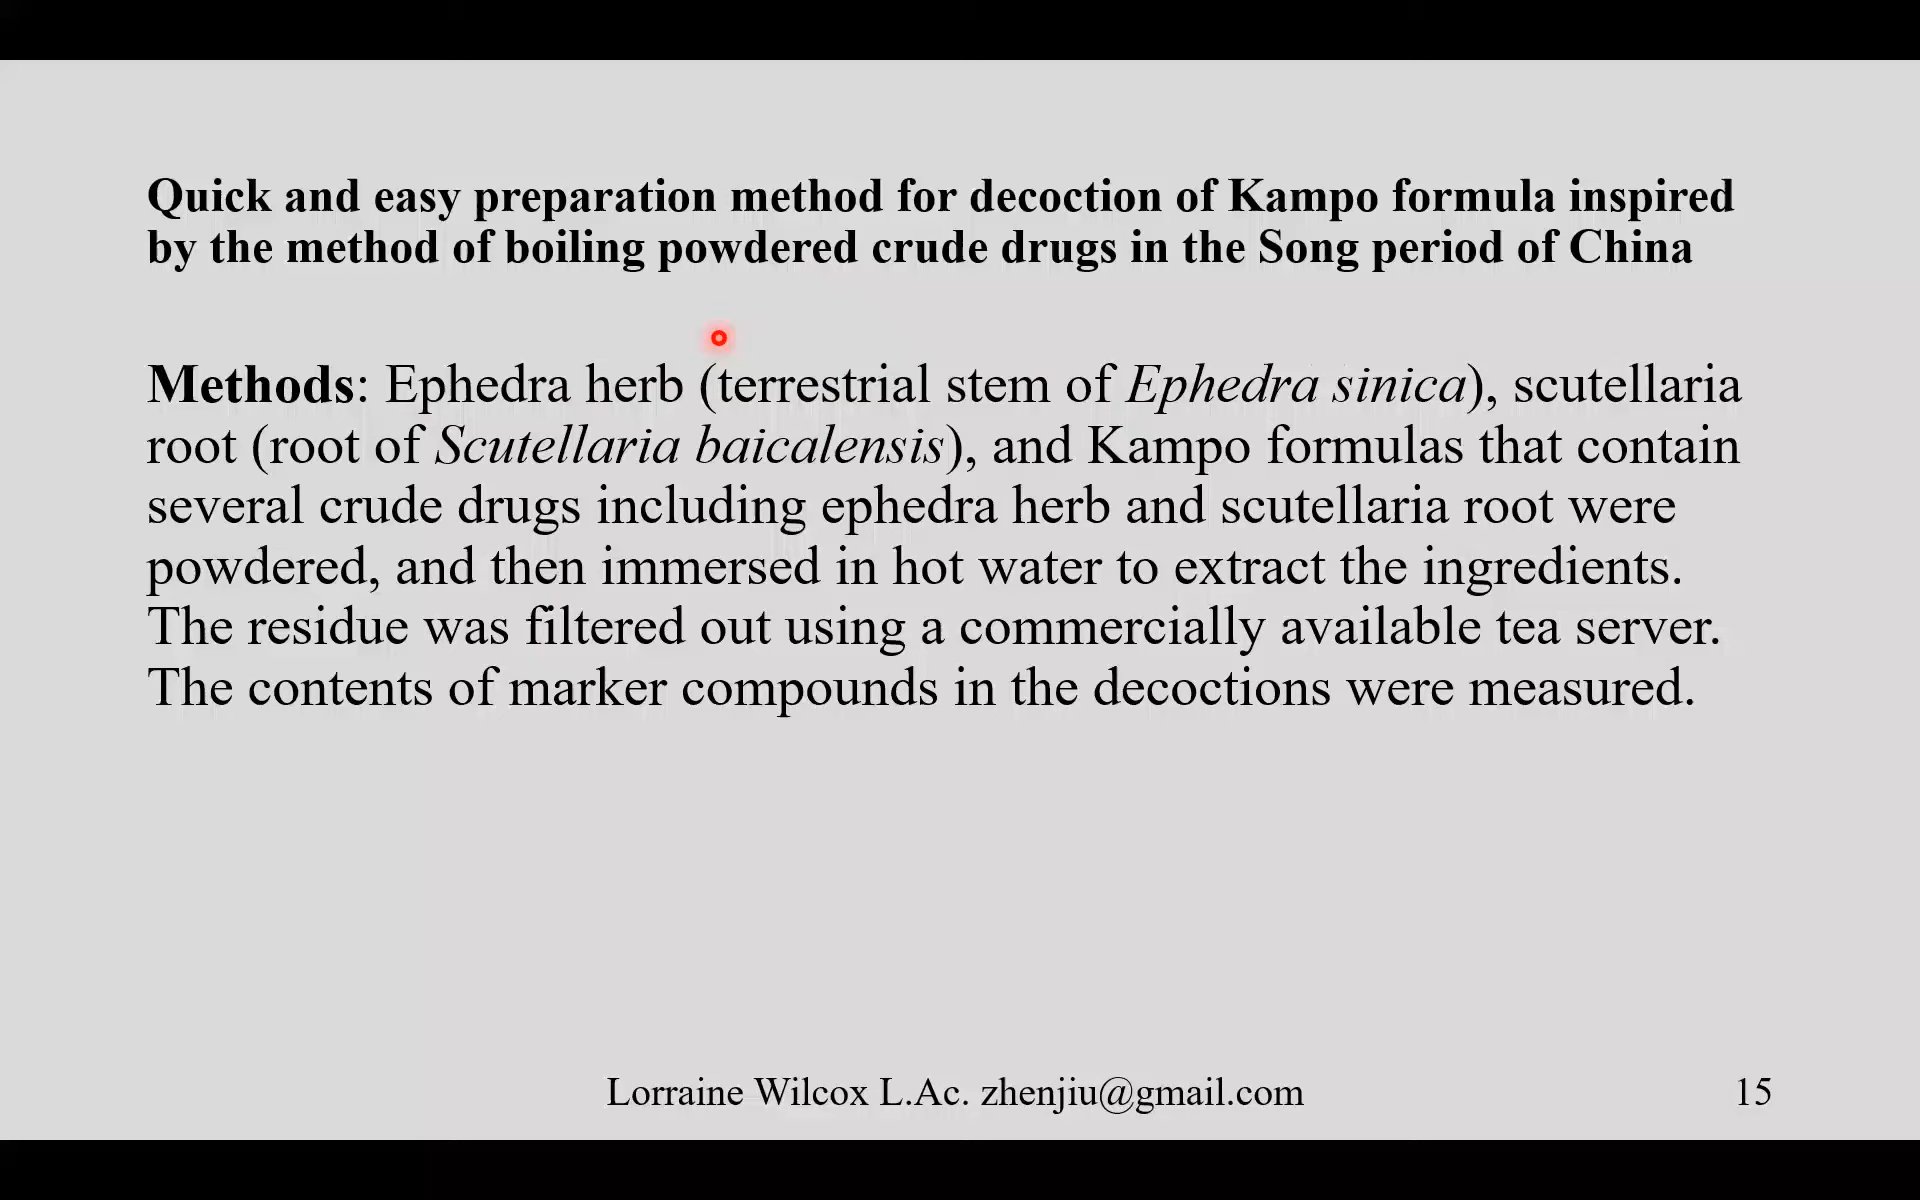 Quick and easy preparation method for decoction of Kampo formula inspired
by the method of boiling powdered crude drugs in the Song period of China
Methods: Ephedra herb (terrestrial stem of Ephedra sinica), scutellaria
root (root of Scutellaria baicalensis), and Kampo formulas that contain
several crude drugs including ephedra herb and scutellaria root were
powdered, and then immersed in hot water to extract the ingredients.
The residue was filtered out using a commercially available tea server.
The contents of marker compounds in the decoctions were measured.
Lorraine Wilcox L.Ac. zhenjiu@gmail.com
15